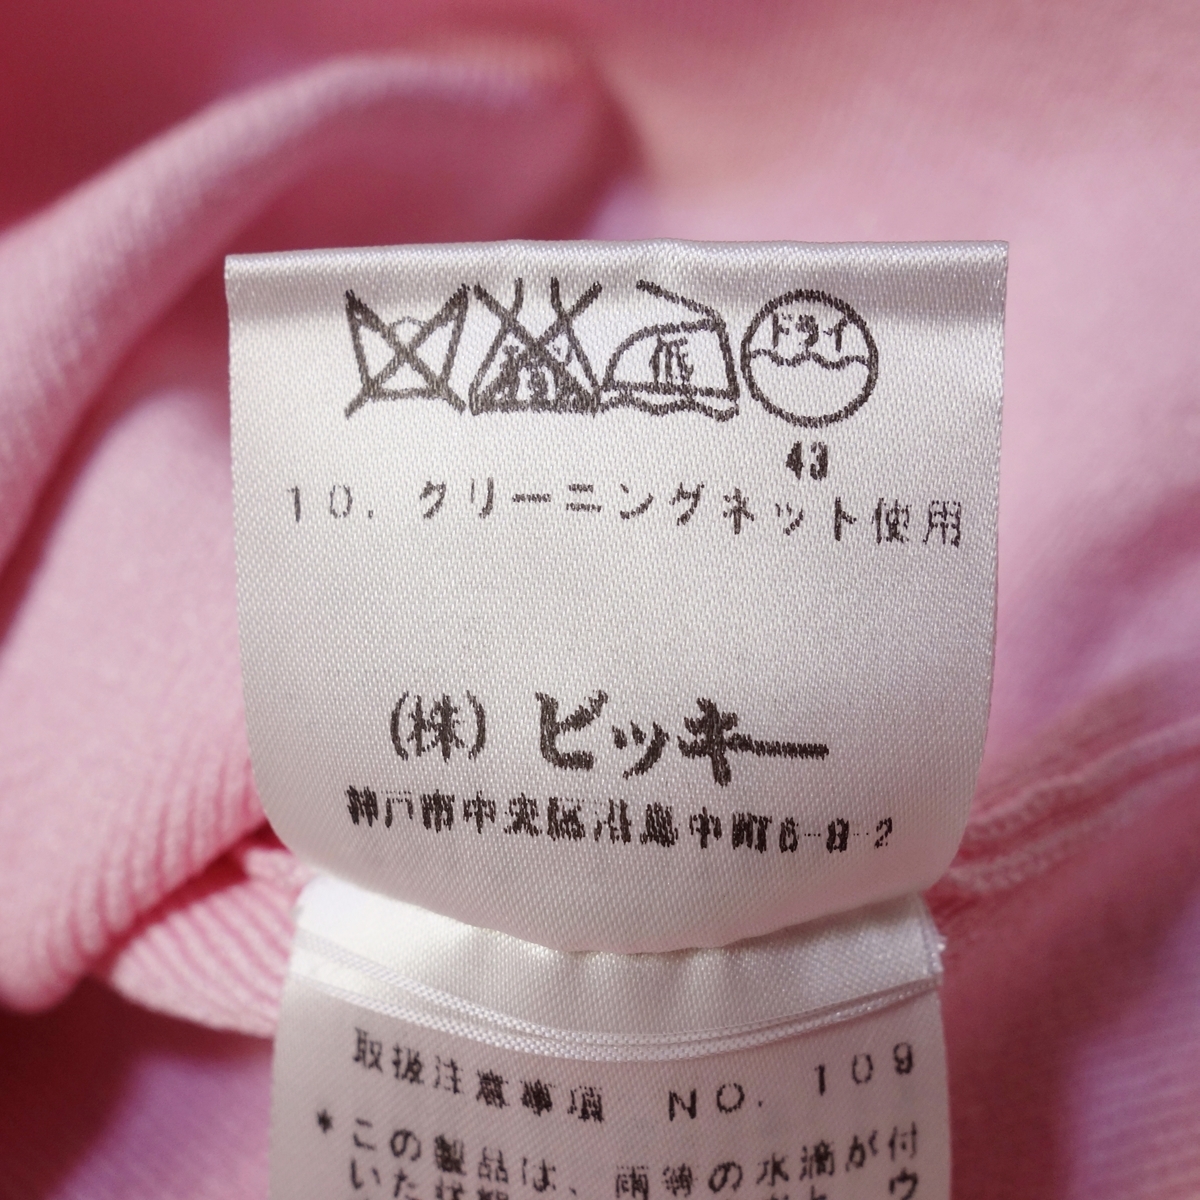 低 ドライ
43
10. クリーニングネット使用
(株) ビッキー
神戸市中央区港島中町6-8-2
取扱注意事項 NO. 109
*この製品は、雨等の水滴が付
いた